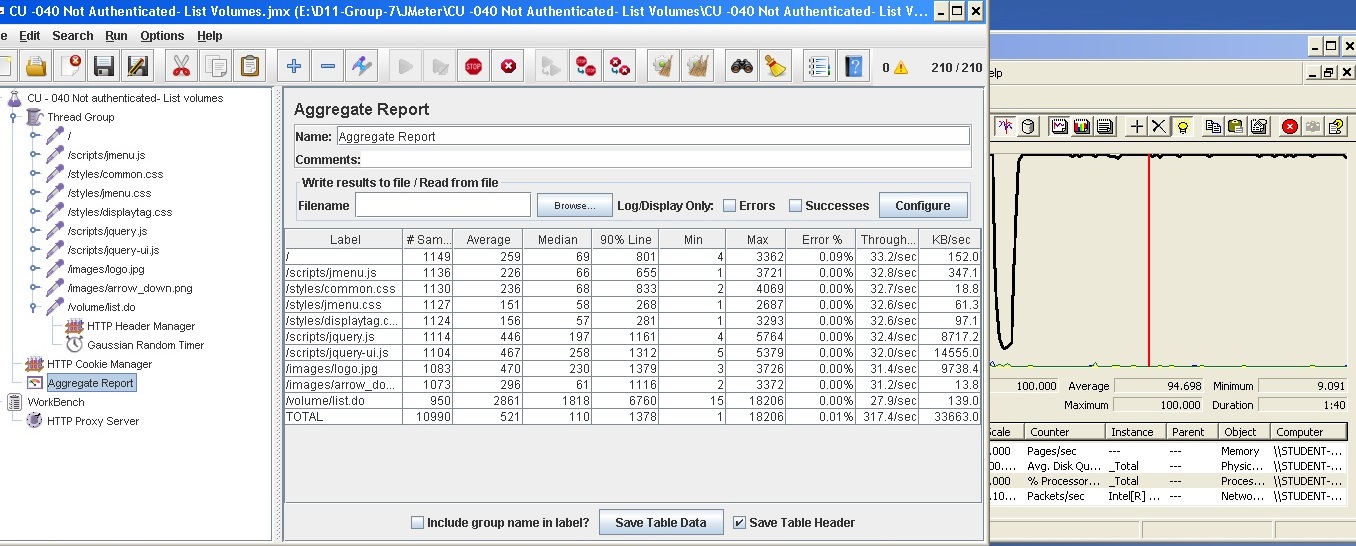 CU -040 Not Authenticated- List Volumes.jmx (E:\D11-Group-7\JMeter\CU -040 Not Authenticated- List Volumes\CU -040 Not Authenticated- List V...
e Edit Search Run Options Help
STOP 0 210 / 210
CU - 040 Not authenticated- List volumes
Thread Group
/
/scripts/jmenu.js
/styles/common.css
/styles/jmenu.css
/styles/displaytag.css
/scripts/jquery.js
/scripts/jquery-ui.js
/images/logo.jpg
/images/arrow_down.png
/volume/list.do
HTTP Header Manager
Gaussian Random Timer
HTTP Cookie Manager
Aggregate Report
WorkBench
HTTP Proxy Server
Aggregate Report
Name: Aggregate Report
Comments:
Write results to file / Read from file
Filename Browse... Log/Display Only: Errors Successes Configure
Label # Sam... Average Median 90% Line Min Max Error % Through... KB/sec
/ 1149 259 69 801 4 3362 0.09% 33.2/sec 152.0
/scripts/jmenu.js 1136 226 66 655 1 3721 0.00% 32.8/sec 347.1
/styles/common.css 1130 236 68 833 2 4069 0.00% 32.7/sec 18.8
/styles/jmenu.css 1127 151 58 268 1 2687 0.00% 32.6/sec 61.3
/styles/displaytag.c... 1124 156 57 281 1 3293 0.00% 32.6/sec 97.1
/scripts/jquery.js 1114 446 197 1161 4 5764 0.00% 32.4/sec 8717.2
/scripts/jquery-ui.js 1104 467 258 1312 5 5379 0.00% 32.0/sec 14555.0
/images/logo.jpg 1083 470 230 1379 3 3726 0.00% 31.4/sec 9738.4
/images/arrow_do... 1073 296 61 1116 2 3372 0.00% 31.2/sec 13.8
/volume/list.do 950 2861 1818 6760 15 18206 0.00% 27.9/sec 139.0
TOTAL 10990 521 110 1378 1 18206 0.01% 317.4/sec 33663.0
Include group name in label? Save Table Data Save Table Header
elp
100.000 Average 94.698 Minimum 9.091
Maximum 100.000 Duration 1:40
Scale Counter Instance Parent Object Computer
.000 Pages/sec --- --- Memory \\STUDENT-...
00.... Avg. Disk Qu... _Total --- Physic... \\STUDENT-...
.000 % Processor... _Total --- Proces... \\STUDENT-...
.10... Packets/sec Intel[R] ... --- Netwo... \\STUDENT-...